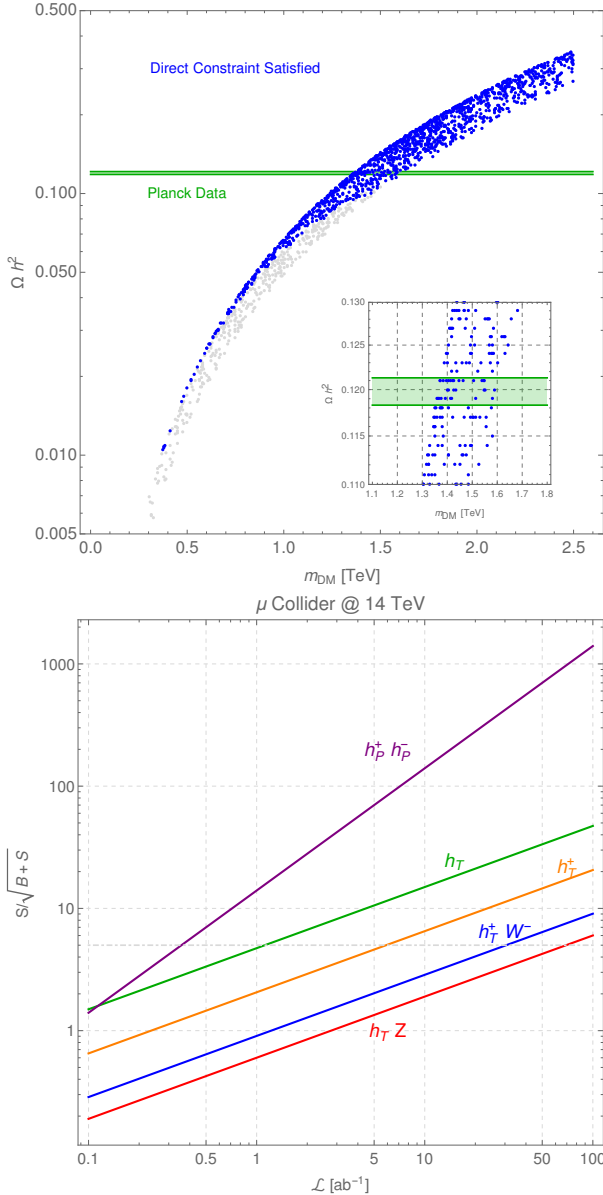 0.500
Direct Constraint Satisfied
0.100
Planck Data
0.050
Ω h²
0.010
0.005
0.130
0.125
0.120
0.115
0.110
Ω h²
1.1 1.2 1.3 1.4 1.5 1.6 1.7 1.8
m_DM [TeV]
0.0 0.5 1.0 1.5 2.0 2.5
m_DM [TeV]
μ Collider @ 14 TeV
1000
100
10
1
S/√B + S
h_P^+ h_P^-
h_T
h_T^+
h_T^+ W^-
h_T Z
0.1 0.5 1 5 10 50 100
ℒ [ab⁻¹]